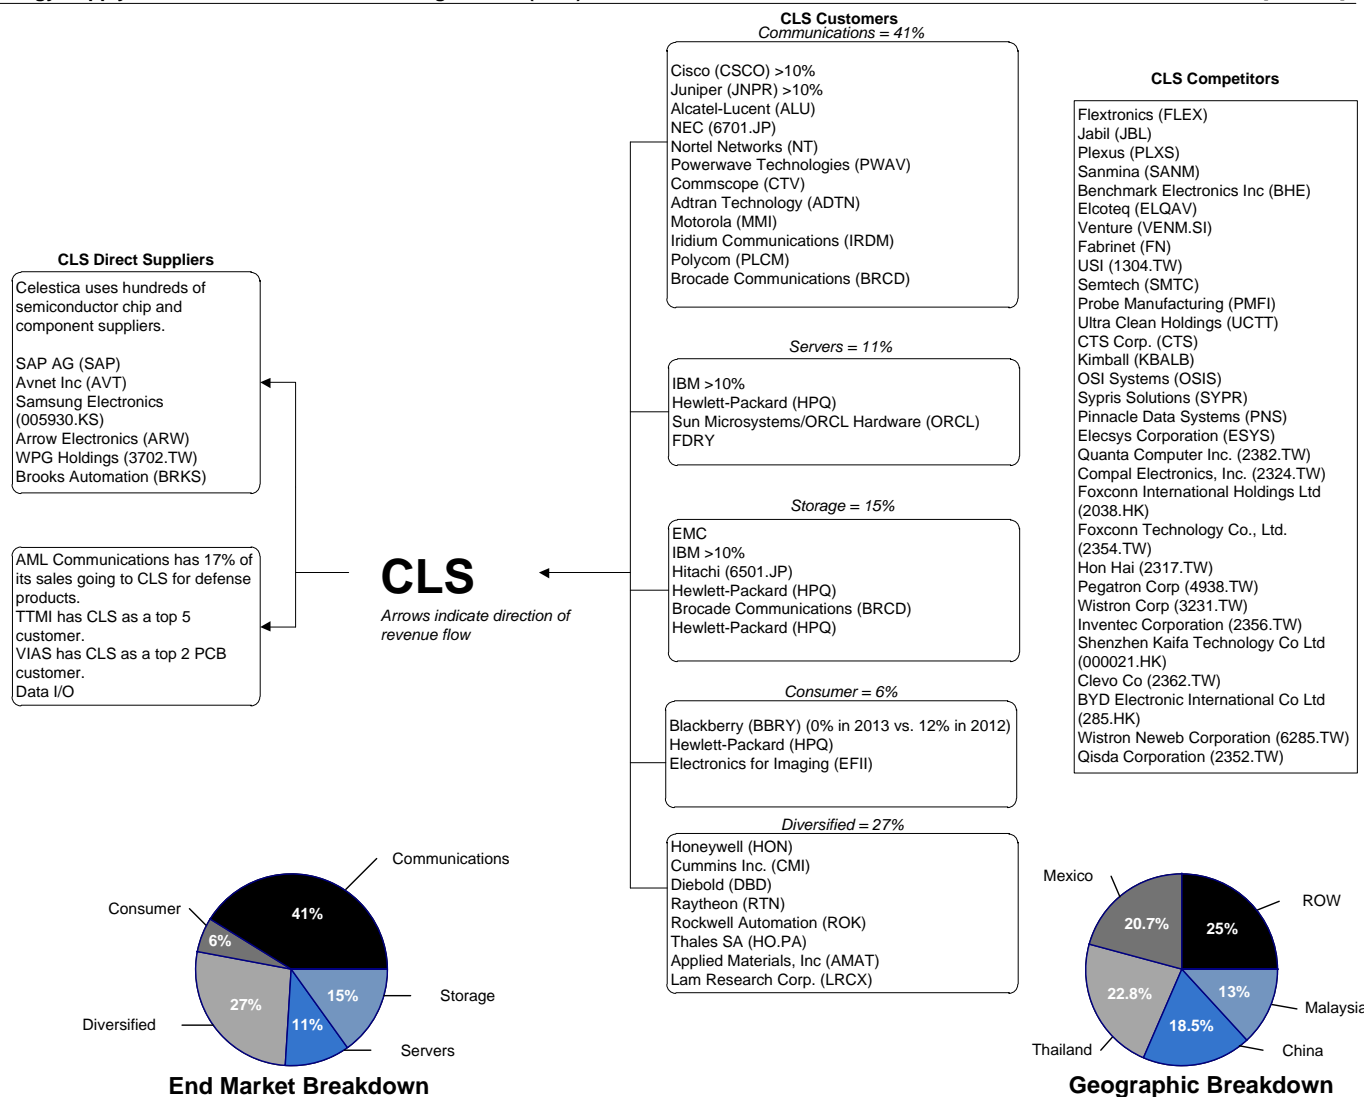 CLS Customers
Communications = 41%
Cisco (CSCO) >10%
Juniper (JNPR) >10%
Alcatel-Lucent (ALU)
NEC (6701.JP)
Nortel Networks (NT)
Powerwave Technologies (PWAV)
Commscope (CTV)
Adtran Technology (ADTN)
Motorola (MMI)
Iridium Communications (IRDM)
Polycom (PLCM)
Brocade Communications (BRCD)
Servers = 11%
IBM >10%
Hewlett-Packard (HPQ)
Sun Microsystems/ORCL Hardware (ORCL)
FDRY
Storage = 15%
EMC
IBM >10%
Hitachi (6501.JP)
Hewlett-Packard (HPQ)
Brocade Communications (BRCD)
Hewlett-Packard (HPQ)
Consumer = 6%
Blackberry (BBRY) (0% in 2013 vs. 12% in 2012)
Hewlett-Packard (HPQ)
Electronics for Imaging (EFII)
Diversified = 27%
Honeywell (HON)
Cummins Inc. (CMI)
Diebold (DBD)
Raytheon (RTN)
Rockwell Automation (ROK)
Thales SA (HO.PA)
Applied Materials, Inc (AMAT)
Lam Research Corp. (LRCX)
CLS Direct Suppliers
Celestica uses hundreds of
semiconductor chip and
component suppliers.
SAP AG (SAP)
Avnet Inc (AVT)
Samsung Electronics
(005930.KS)
Arrow Electronics (ARW)
WPG Holdings (3702.TW)
Brooks Automation (BRKS)
AML Communications has 17% of
its sales going to CLS for defense
products.
TTMI has CLS as a top 5
customer.
VIAS has CLS as a top 2 PCB
customer.
Data I/O
CLS
Arrows indicate direction of
revenue flow
CLS Competitors
Flextronics (FLEX)
Jabil (JBL)
Plexus (PLXS)
Sanmina (SANM)
Benchmark Electronics Inc (BHE)
Elcoteq (ELQAV)
Venture (VENM.SI)
Fabrinet (FN)
USI (1304.TW)
Semtech (SMTC)
Probe Manufacturing (PMFI)
Ultra Clean Holdings (UCTT)
CTS Corp. (CTS)
Kimball (KBALB)
OSI Systems (OSIS)
Sypris Solutions (SYPR)
Pinnacle Data Systems (PNS)
Elecsys Corporation (ESYS)
Quanta Computer Inc. (2382.TW)
Compal Electronics, Inc. (2324.TW)
Foxconn International Holdings Ltd
(2038.HK)
Foxconn Technology Co., Ltd.
(2354.TW)
Hon Hai (2317.TW)
Pegatron Corp (4938.TW)
Wistron Corp (3231.TW)
Inventec Corporation (2356.TW)
Shenzhen Kaifa Technology Co Ltd
(000021.HK)
Clevo Co (2362.TW)
BYD Electronic International Co Ltd
(285.HK)
Wistron Neweb Corporation (6285.TW)
Qisda Corporation (2352.TW)
Communications
41%
Consumer
6%
Diversified
27%
11%
15%
Storage
Servers
End Market Breakdown
Mexico
20.7%
25%
ROW
22.8%
13%
18.5%
Malaysia
Thailand
China
Geographic Breakdown